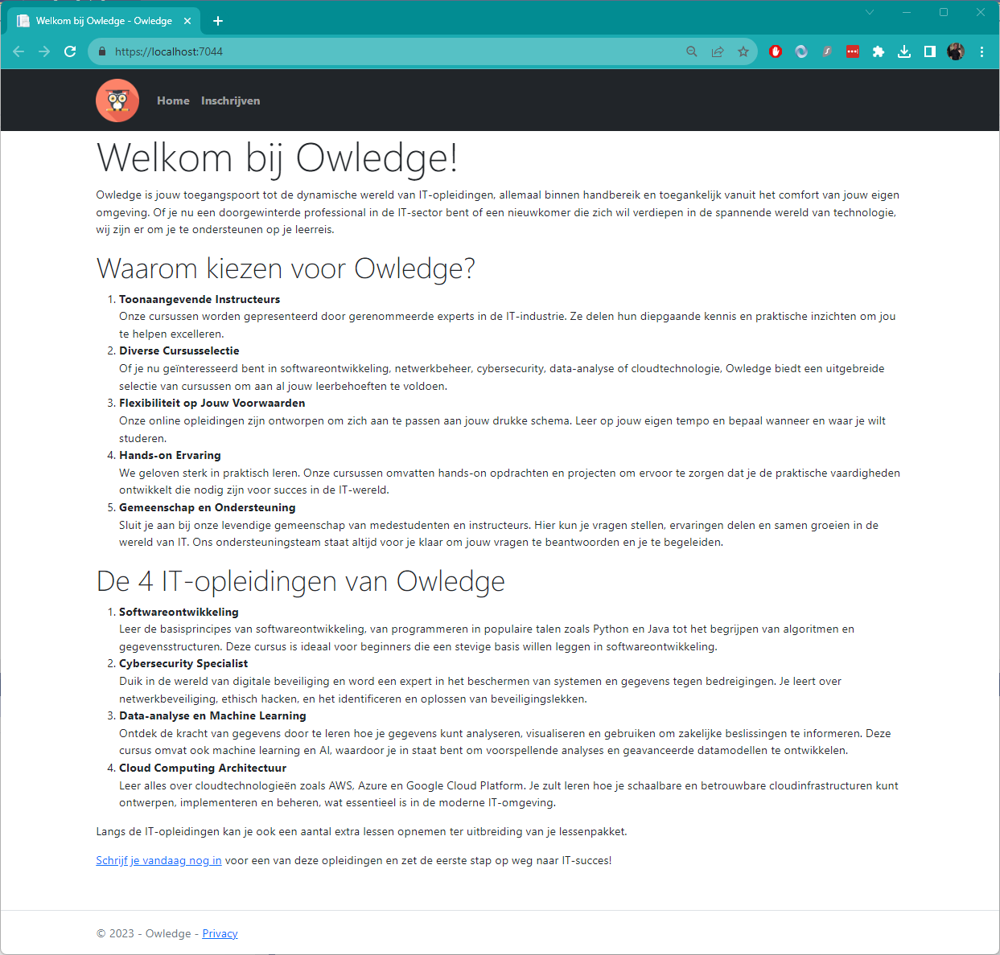 Welkom bij Owledge - Owledge
https://localhost:7044
Home Inschrijven
Welkom bij Owledge!
Owledge is jouw toegangspoort tot de dynamische wereld van IT-opleidingen, allemaal binnen handbereik en toegankelijk vanuit het comfort van jouw eigen
omgeving. Of je nu een doorgewinterde professional in de IT-sector bent of een nieuwkomer die zich wil verdiepen in de spannende wereld van technologie,
wij zijn er om je te ondersteunen op je leerreis.
Waarom kiezen voor Owledge?
1. Toonaangevende Instructeurs
Onze cursussen worden gepresenteerd door gerenommeerde experts in de IT-industrie. Ze delen hun diepgaande kennis en praktische inzichten om jou
te helpen excelleren.
2. Diverse Cursusselectie
Of je nu geïnteresseerd bent in softwareontwikkeling, netwerkbeheer, cybersecurity, data-analyse of cloudtechnologie, Owledge biedt een uitgebreide
selectie van cursussen om aan al jouw leerbehoeften te voldoen.
3. Flexibiliteit op Jouw Voorwaarden
Onze online opleidingen zijn ontworpen om zich aan te passen aan jouw drukke schema. Leer op jouw eigen tempo en bepaal wanneer en waar je wilt
studeren.
4. Hands-on Ervaring
We geloven sterk in praktisch leren. Onze cursussen omvatten hands-on opdrachten en projecten om ervoor te zorgen dat je de praktische vaardigheden
ontwikkelt die nodig zijn voor succes in de IT-wereld.
5. Gemeenschap en Ondersteuning
Sluit je aan bij onze levendige gemeenschap van medestudenten en instructeurs. Hier kun je vragen stellen, ervaringen delen en samen groeien in de
wereld van IT. Ons ondersteuningsteam staat altijd voor je klaar om jouw vragen te beantwoorden en je te begeleiden.
De 4 IT-opleidingen van Owledge
1. Softwareontwikkeling
Leer de basisprincipes van softwareontwikkeling, van programmeren in populaire talen zoals Python en Java tot het begrijpen van algoritmen en
gegevensstructuren. Deze cursus is ideaal voor beginners die een stevige basis willen leggen in softwareontwikkeling.
2. Cybersecurity Specialist
Duik in de wereld van digitale beveiliging en word een expert in het beschermen van systemen en gegevens tegen bedreigingen. Je leert over
netwerkbeveiliging, ethisch hacken, en het identificeren en oplossen van beveiligingslekken.
3. Data-analyse en Machine Learning
Ontdek de kracht van gegevens door te leren hoe je gegevens kunt analyseren, visualiseren en gebruiken om zakelijke beslissingen te informeren. Deze
cursus omvat ook machine learning en AI, waardoor je in staat bent om voorspellende analyses en geavanceerde datamodellen te ontwikkelen.
4. Cloud Computing Architectuur
Leer alles over cloudtechnologieën zoals AWS, Azure en Google Cloud Platform. Je zult leren hoe je schaalbare en betrouwbare cloudinfrastructuren kunt
ontwerpen, implementeren en beheren, wat essentieel is in de moderne IT-omgeving.
Langs de IT-opleidingen kan je ook een aantal extra lessen opnemen ter uitbreiding van je lessenpakket.
Schrijf je vandaag nog in voor een van deze opleidingen en zet de eerste stap op weg naar IT-succes!
© 2023 - Owledge - Privacy